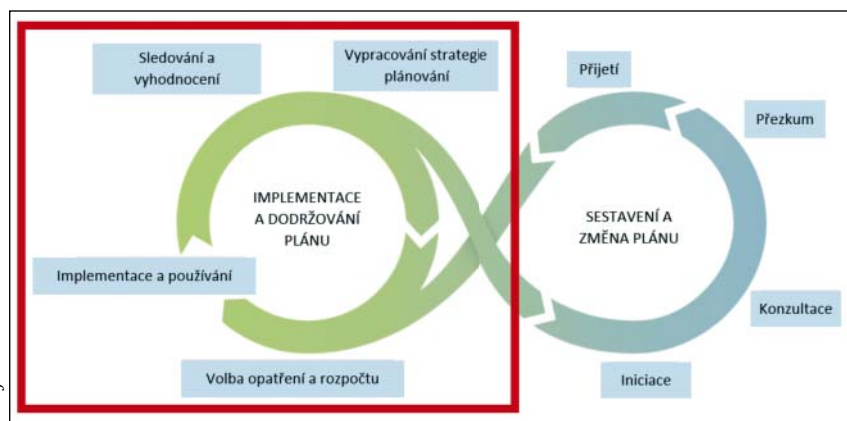 Sledování a
vyhodnocení
Vypracování strategie
plánování
Přijetí
Přezkum
IMPLEMENTACE
A DODRŽOVÁNÍ
PLÁNU
SESTAVENÍ A
ZMĚNA PLÁNU
Implementace a používání
Konzultace
Volba opatření a rozpočtu
Iniciace